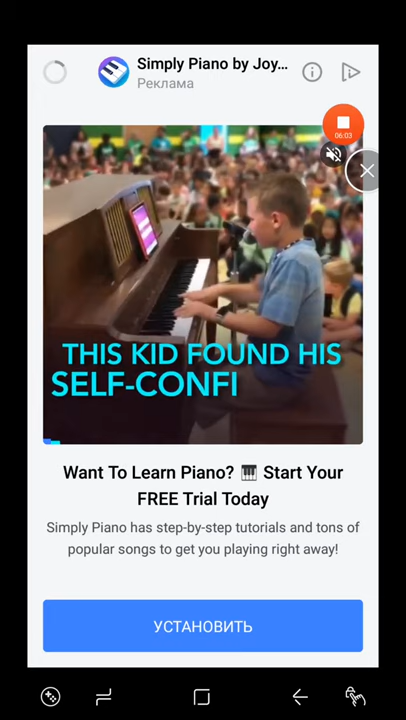 Simply Piano by Joy...
Реклама
06:03
THIS KID FOUND HIS
SELF-CONFI
Want To Learn Piano? 🎹 Start Your
FREE Trial Today
Simply Piano has step-by-step tutorials and tons of
popular songs to get you playing right away!
УСТАНОВИТЬ